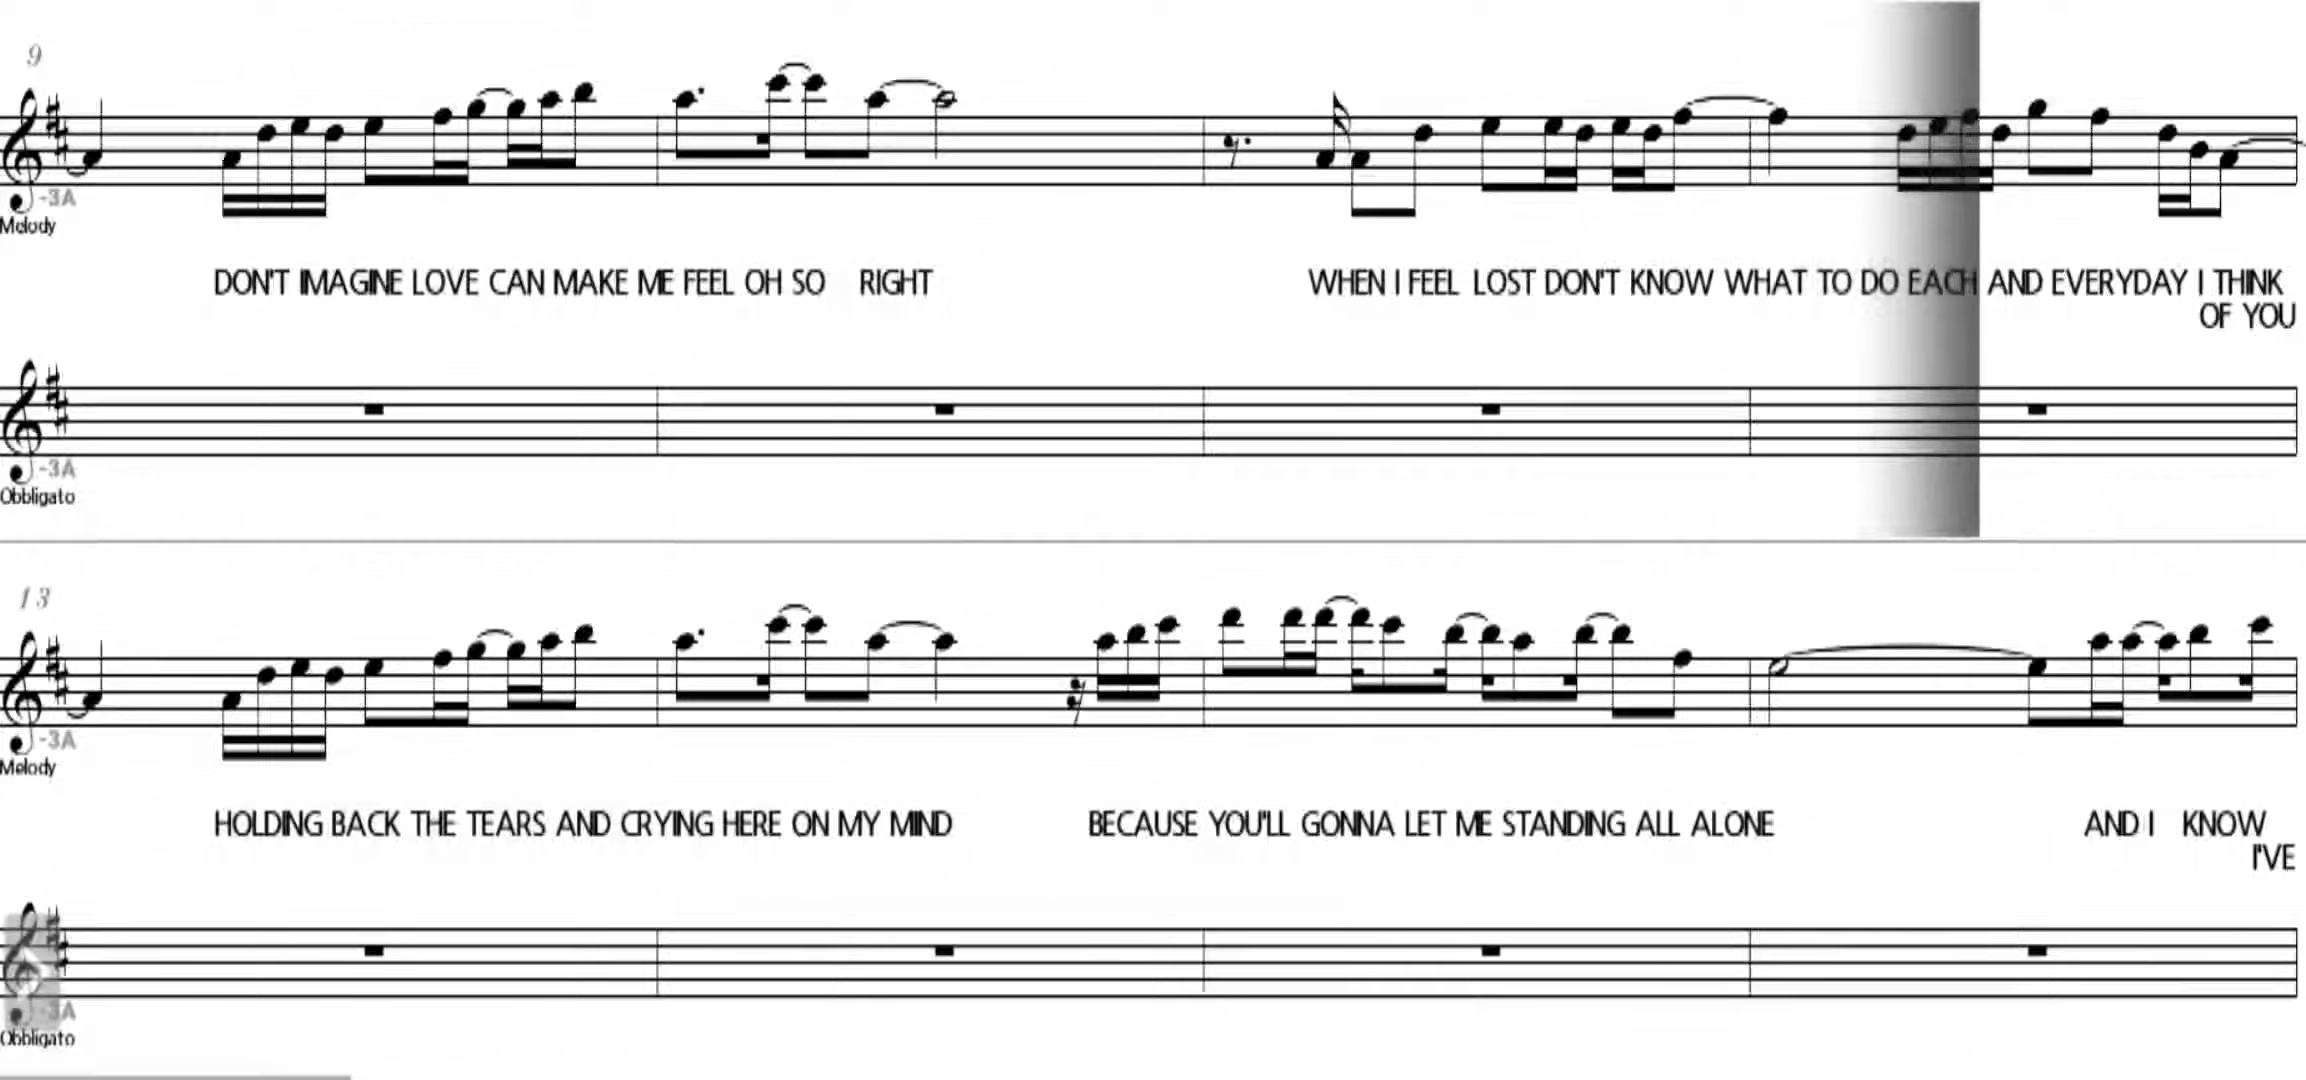 9
-3A
Melody
DON'T IMAGINE LOVE CAN MAKE ME FEEL OH SO RIGHT WHEN I FEEL LOST DON'T KNOW WHAT TO DO EACH AND EVERYDAY I THINK
OF YOU
-3A
Obbligato
13
-3A
Melody
HOLDING BACK THE TEARS AND CRYING HERE ON MY MIND BECAUSE YOU'LL GONNA LET ME STANDING ALL ALONE AND I KNOW
I'VE
-3A
Obbligato